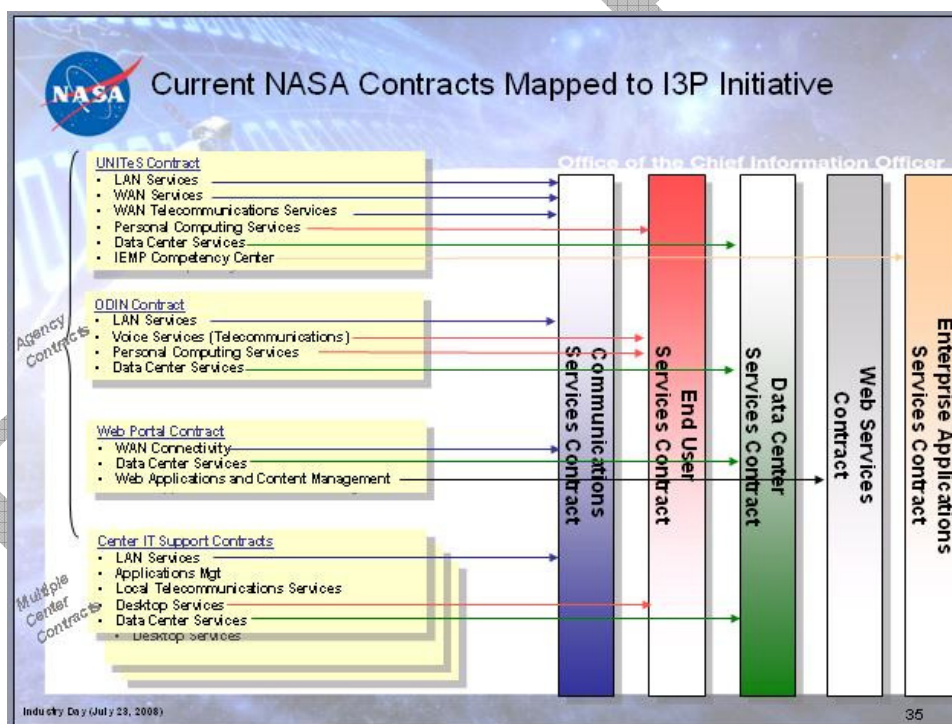 NASA
Current NASA Contracts Mapped to I3P Initiative
Office of the Chief Information Officer
Agency
Contracts
UNITeS Contract
• LAN Services
• WAN Services
• WAN Telecommunications Services
• Personal Computing Services
• Data Center Services
• IEMP Competency Center
ODIN Contract
• LAN Services
• Voice Services (Telecommunications)
• Personal Computing Services
• Data Center Services
Web Portal Contract
• WAN Connectivity
• Data Center Services
• Web Applications and Content Management
Multiple
Center
Contracts
Center IT Support Contracts
• LAN Services
• Applications Mgt
• Local Telecommunications Services
• Desktop Services
• Data Center Services
• Desktop Services
Communications
Services Contract
End User
Services Contract
Data Center
Services Contract
Web Services
Contract
Enterprise Applications
Services Contract
Industry Day (July 23, 2008)
35